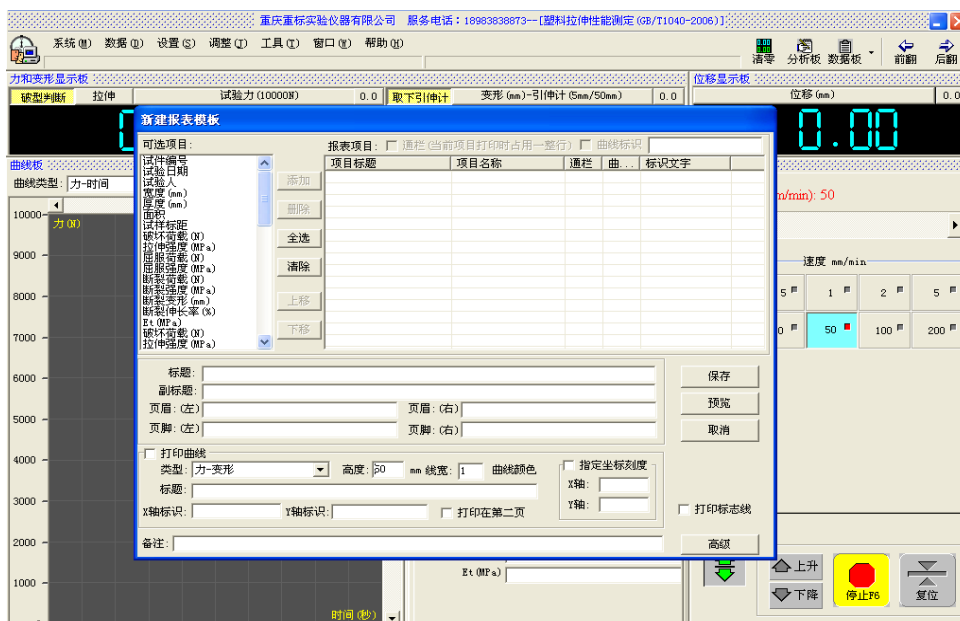 重庆重标实验仪器有限公司 服务电话：18983838873--[塑料拉伸性能测定(GB/T1040-2006)]
系统(M) 数据(D) 设置(S) 调整(I) 工具(T) 窗口(W) 帮助(H)
0.00
清零 分析板 数据板 前翻 后翻
力和变形显示板 位移显示板
破型判断 拉伸 试验力(10000N) 0.0 取下引伸计 变形(mm)-引伸计(5mm/50mm) 0.0 位移(mm) 0.0
0.00
新建报表模板
可选项目: 报表项目: 通栏(当前项目打印时占用一整行) 曲线标识
项目标题 项目名称 通栏 曲... 标识文字
试件编号
试验日期
试验人
宽度(mm)
厚度(mm)
面积
试样标距
破坏荷载(N)
拉伸强度(MPa)
屈服荷载(N)
屈服强度(MPa)
断裂荷载(N)
断裂强度(MPa)
断裂变形(mm)
断裂伸长率(%)
Et(MPa)
破坏荷载(N)
拉伸强度(MPa)
添加
删除
全选
清除
上移
下移
标题:
副标题:
页眉:(左) 页眉:(右)
页脚:(左) 页脚:(右)
保存
预览
取消
打印曲线
类型: 力-变形 高度: 50 mm 线宽: 1 曲线颜色
标题:
X轴标识: Y轴标识: 打印在第二页
指定坐标刻度
X轴:
Y轴:
打印标志线
备注: 高级
曲线板
曲线类型: 力-时间
力(N)
10000
9000
8000
7000
6000
5000
4000
3000
2000
1000
时间(秒)
Et(MPa)
m/min): 50
速度 mm/min
5 1 2 5
0 50 100 200
上升
下降
停止F6
复位